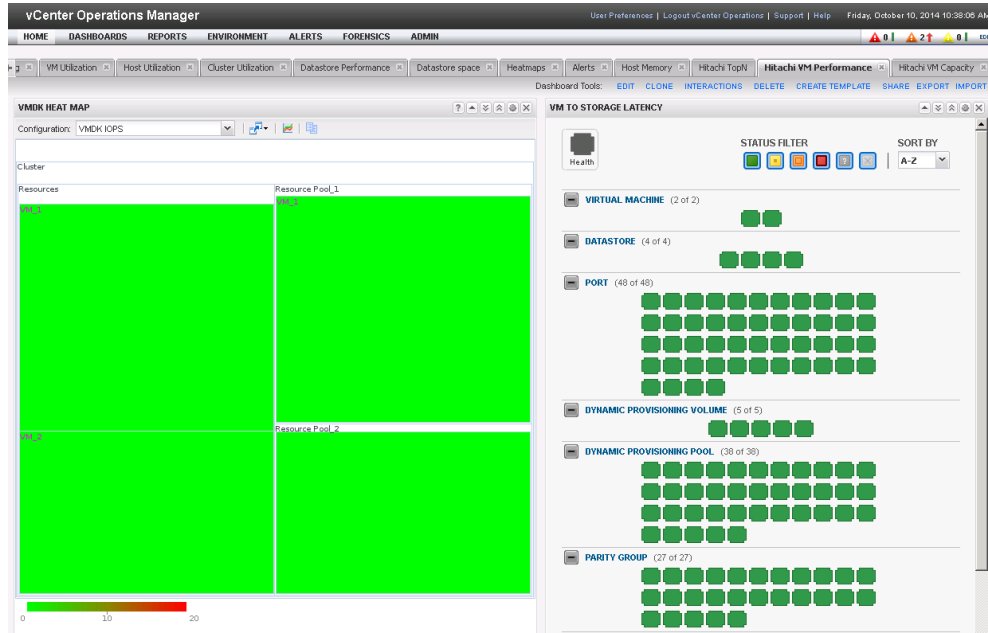 vCenter Operations Manager
User Preferences | Logout vCenter Operations | Support | Help Friday, October 10, 2014 10:38:06 AM
HOME DASHBOARDS REPORTS ENVIRONMENT ALERTS FORENSICS ADMIN 0 2 0
g VM Utilization Host Utilization Cluster Utilization Datastore Performance Datastore space Heatmaps Alerts Host Memory Hitachi TopN Hitachi VM Performance Hitachi VM Capacity
Dashboard Tools: EDIT CLONE INTERACTIONS DELETE CREATE TEMPLATE SHARE EXPORT IMPORT
VMDK HEAT MAP
Configuration: VMDK IOPS
Cluster
Resources Resource Pool_1
VM_1 VM_1
Resource Pool_2
VM_2
0 10 20
VM TO STORAGE LATENCY
STATUS FILTER SORT BY
Health A-Z
VIRTUAL MACHINE (2 of 2)
DATASTORE (4 of 4)
PORT (48 of 48)
DYNAMIC PROVISIONING VOLUME (5 of 5)
DYNAMIC PROVISIONING POOL (38 of 38)
PARITY GROUP (27 of 27)